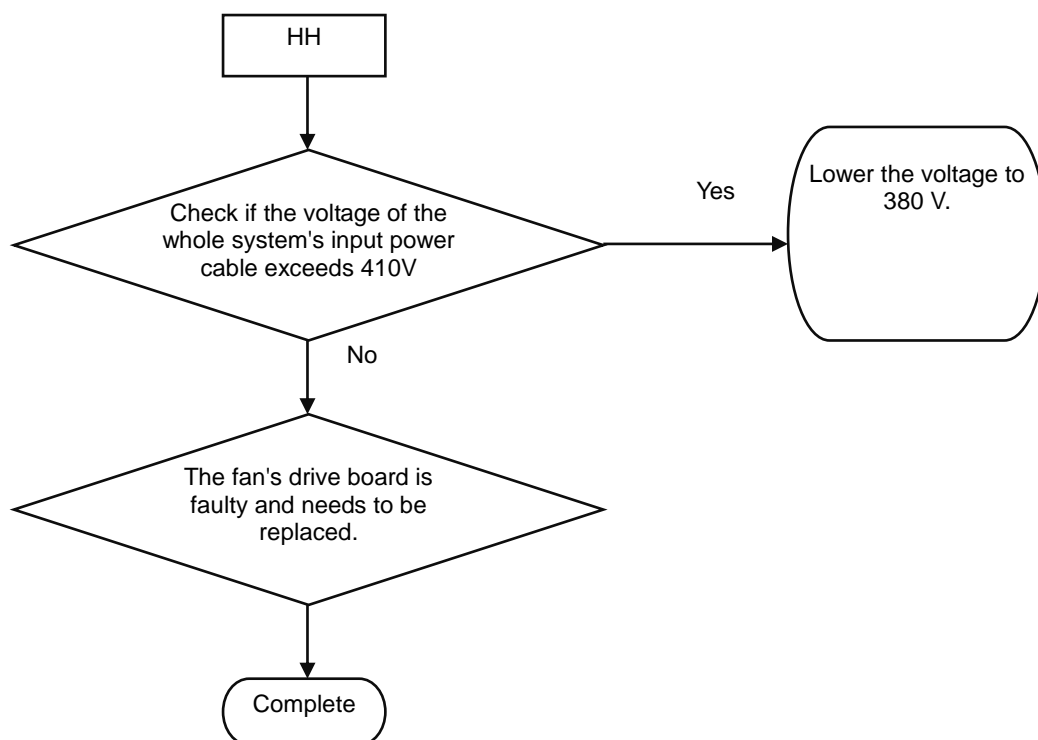 HH
Check if the voltage of the
whole system's input power
cable exceeds 410V
Yes
Lower the voltage to
380 V.
No
The fan's drive board is
faulty and needs to be
replaced.
Complete